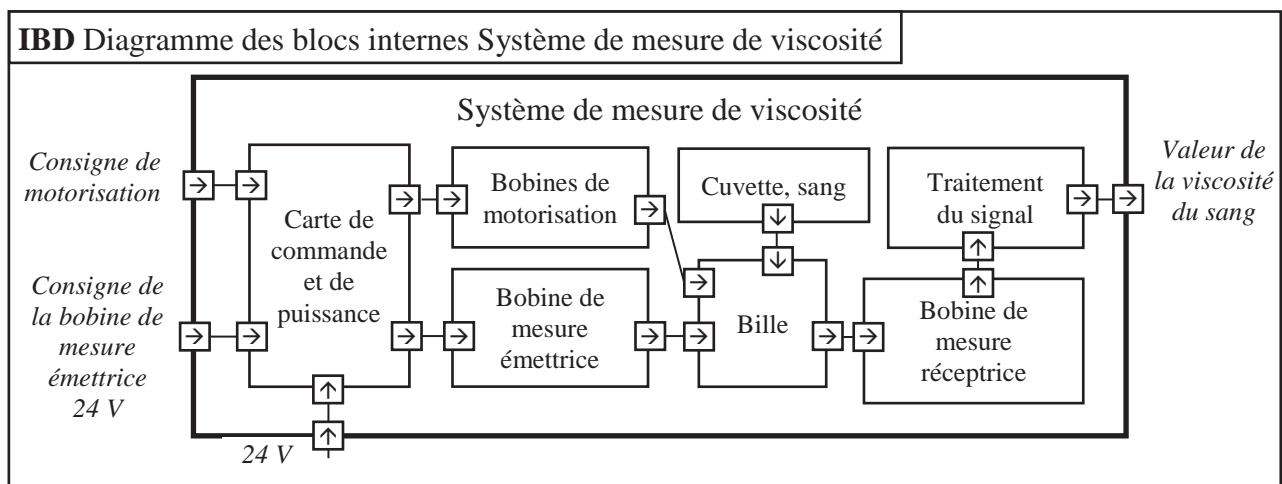 IBD Diagramme des blocs internes Système de mesure de viscosité
Système de mesure de viscosité
Consigne de
motorisation
Consigne de
la bobine de
mesure
émettrice
24 V
24 V
Carte de
commande
et de
puissance
Bobines de
motorisation
Bobine de
mesure
émettrice
Cuvette, sang
Bille
Traitement
du signal
Bobine de
mesure
réceptrice
Valeur de
la viscosité
du sang